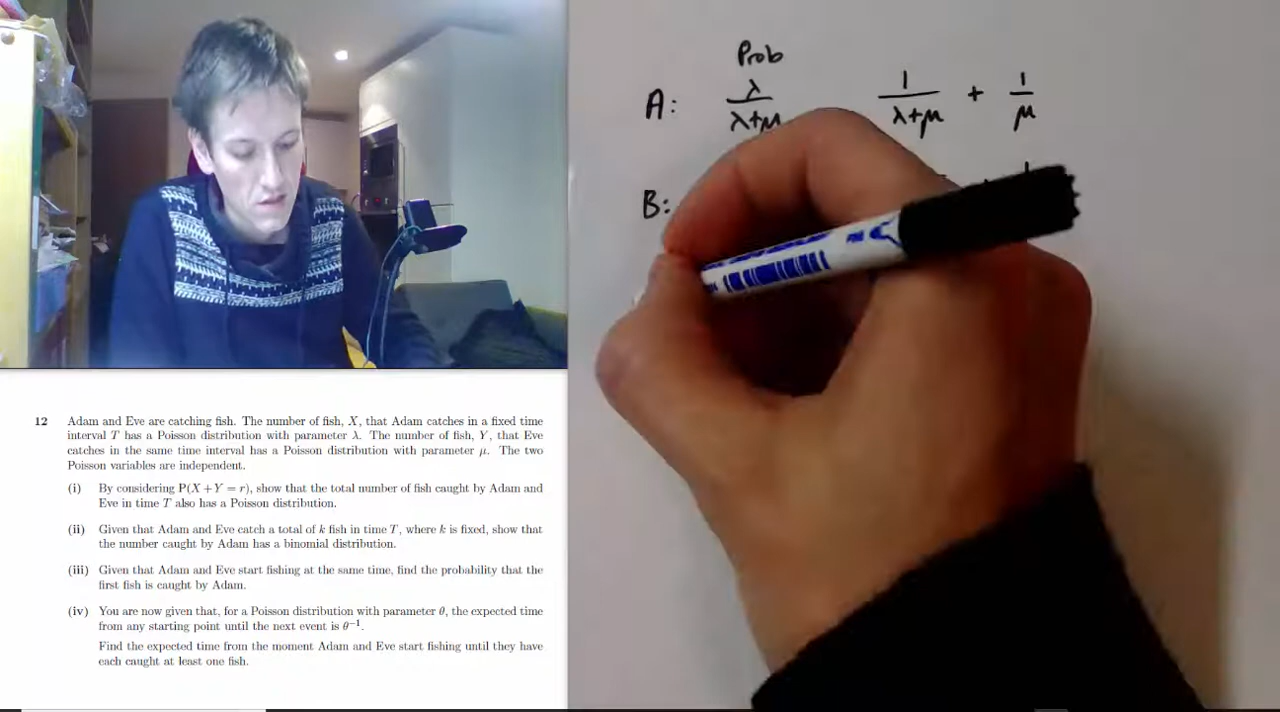 Prob
A: λ/(λ+μ) 1/(λ+μ) + 1/μ
B:
12 Adam and Eve are catching fish. The number of fish, X, that Adam catches in a fixed time
interval T has a Poisson distribution with parameter λ. The number of fish, Y, that Eve
catches in the same time interval has a Poisson distribution with parameter μ. The two
Poisson variables are independent.
(i) By considering P(X + Y = r), show that the total number of fish caught by Adam and
Eve in time T also has a Poisson distribution.
(ii) Given that Adam and Eve catch a total of k fish in time T, where k is fixed, show that
the number caught by Adam has a binomial distribution.
(iii) Given that Adam and Eve start fishing at the same time, find the probability that the
first fish is caught by Adam.
(iv) You are now given that, for a Poisson distribution with parameter θ, the expected time
from any starting point until the next event is θ⁻¹.
Find the expected time from the moment Adam and Eve start fishing until they have
each caught at least one fish.